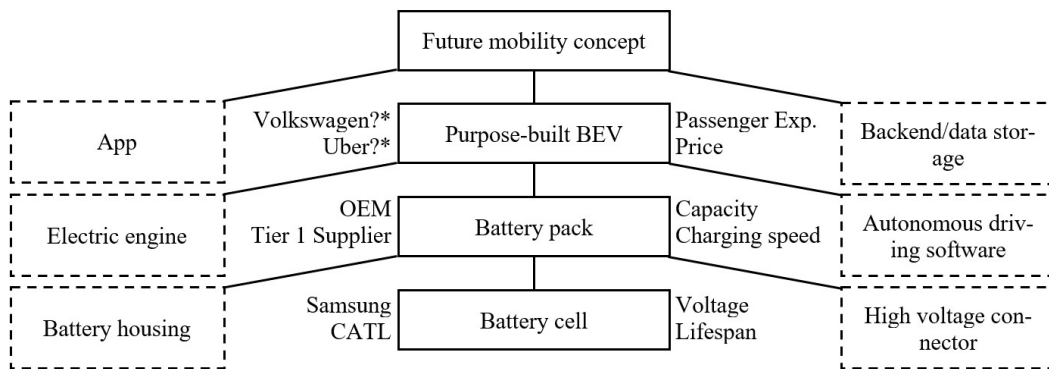 Future mobility concept
App
Volkswagen?*
Uber?*
Purpose-built BEV
Passenger Exp.
Price
Backend/data stor-
age
Electric engine
OEM
Tier 1 Supplier
Battery pack
Capacity
Charging speed
Autonomous driv-
ing software
Battery housing
Samsung
CATL
Battery cell
Voltage
Lifespan
High voltage con-
nector